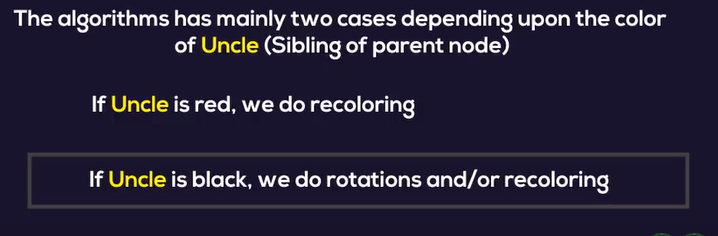 The algorithms has mainly two cases depending upon the color
of Uncle (Sibling of parent node)
If Uncle is red, we do recoloring
If Uncle is black, we do rotations and/or recoloring